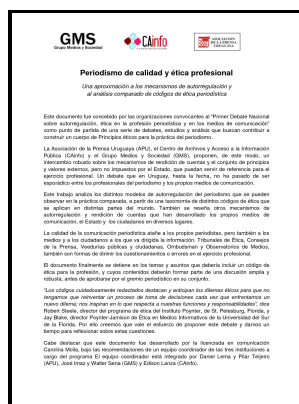 GMS
Grupo Medios y Sociedad
CAinfo
ASOCIACION
DE LA PRENSA
URUGUAYA
Periodismo de calidad y ética profesional
Una aproximación a los mecanismos de autorregulación y
al análisis comparado de códigos de ética periodística
Este documento fue concebido por las organizaciones convocantes al "Primer Debate Nacional
sobre autorregulación, ética en la profesión periodística y en los medios de comunicación"
como punto de partida de una serie de debates, estudios y análisis que buscan contribuir a
construir un cuerpo de Principios éticos para la práctica del periodismo.
La Asociación de la Prensa Uruguaya (APU), el Centro de Archivos y Acceso a la Información
Pública (CAinfo) y el Grupo Medios y Sociedad (GMS), proponen, de este modo, un
intercambio robusto sobre los mecanismos de rendición de cuentas, el conjunto de principios
y valores externos, pero no impuestos por el Estado, que puedan servir de referencia para el
ejercicio profesional. Un debate que en Uruguay, hasta la fecha, no ha pasado de ser
esporádico entre los profesionales del periodismo y los propios medios de comunicación.
Este trabajo analiza los distintos modelos de autorregulación del periodismo que se pueden
observar en la práctica comparada, a partir de una taxonomía de distintos códigos de ética que
se aplican en distintas partes del mundo. También se reseña otros mecanismos de
autorregulación y rendición de cuentas que han desarrollado los propios medios de
comunicación, el Estado y los ciudadanos en diversos lugares.
La calidad de la comunicación periodística atañe a los propios periodistas, pero también a los
medios y a los ciudadanos a los que va dirigida la información. Tribunales de Ética, Consejos
de la Prensa, Veedurías públicas y ciudadanas, Ombudsman y Observatorios de Medios,
también son formas de dirimir los cuestionamientos o errores en el ejercicio profesional.
El documento finalmente se detiene en los temas y asuntos que debería incluir un código de
ética para la profesión, y cuyos contenidos deberán formar parte de una discusión amplia y
robusta, antes de aprobarse por el gremio periodístico en su conjunto.
"Los códigos cuidadosamente redactados destacan y anticipan los dilemas éticos para que no
tengamos que reinventar un proceso de toma de decisiones cada vez que enfrentamos un
nuevo dilema; nos inspiran en lo que respecta a nuestras funciones y responsabilidades", dice
Robert Steele, director del programa de ética del Instituto Poynter, de St. Petesburg, Florida, y
Jay Blake, director Poynter-Jamison de Ética en Medios Informativos de la Universidad del Sur
de la Florida. Por ello creemos que vale el esfuerzo de proponer este debate y darnos un
tiempo para reflexionar sobre estas cuestiones.
Cabe destacar que este documento fue desarrollado por la licenciada en comunicación
Carolina Molla, bajo las recomendaciones de un equipo coordinador de las tres instituciones a
cargo del programa El equipo coordinador está integrado por Daniel Lema y Pilar Teijeiro
(APU), José Imaz y Walter Sena (GMS) y Edison Lanza (CAinfo).